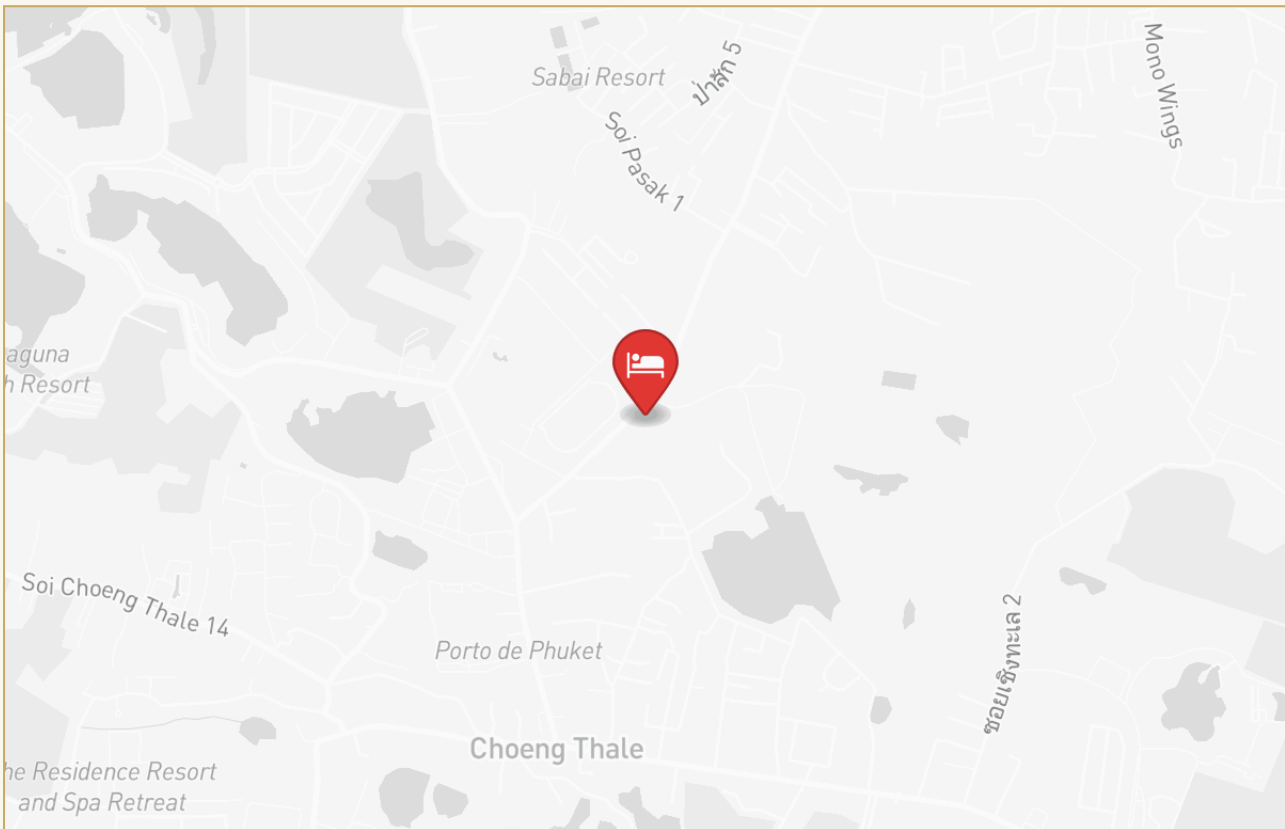 Sabai Resort
ป่าสัก 5
Mono Wings
Soi Pasak 1
aguna
h Resort
Soi Choeng Thale 14
Porto de Phuket
ซอยเชิงทะเล 2
Choeng Thale
he Residence Resort
and Spa Retreat